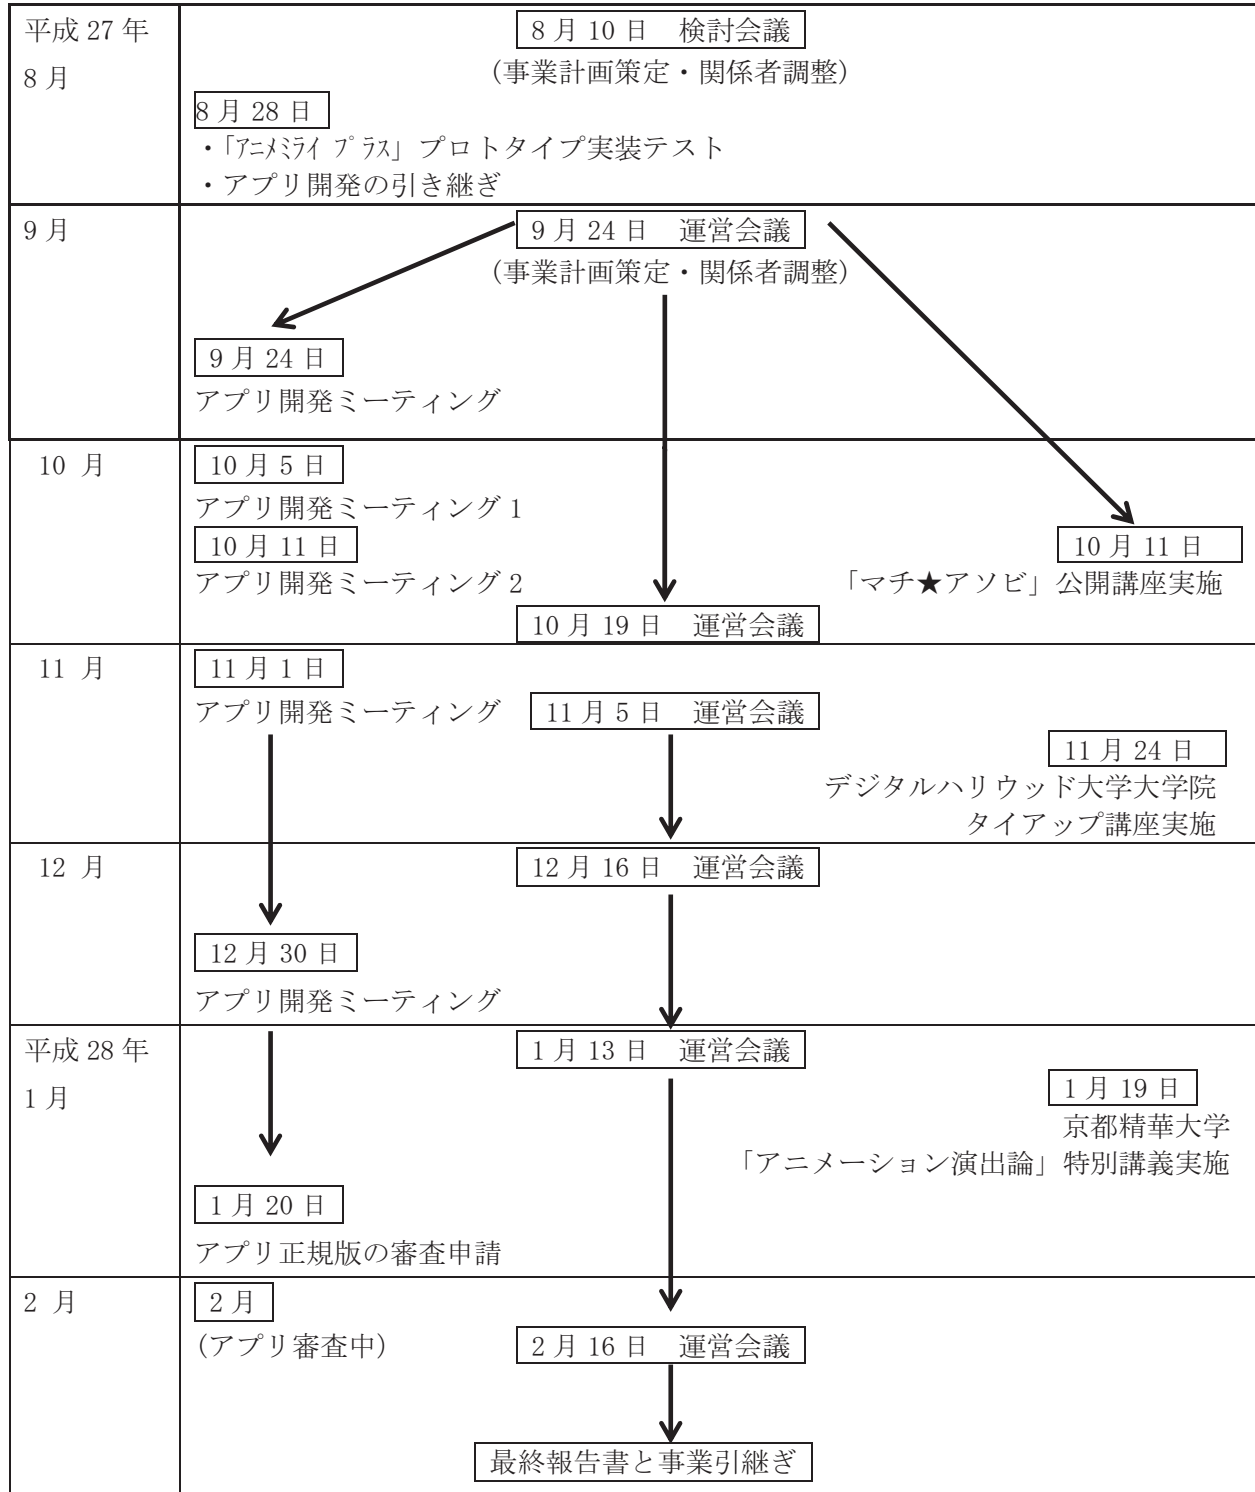 平成 27 年
8 月
8 月 10 日　検討会議
（事業計画策定・関係者調整）
8 月 28 日
・「ｱﾆﾒﾐﾗｲ ﾌﾟﾗｽ」プロトタイプ実装テスト
・アプリ開発の引き継ぎ
9 月
9 月 24 日　運営会議
（事業計画策定・関係者調整）
9 月 24 日
アプリ開発ミーティング
10 月
10 月 5 日
アプリ開発ミーティング 1
10 月 11 日
アプリ開発ミーティング 2
10 月 11 日
「マチ★アソビ」公開講座実施
10 月 19 日　運営会議
11 月
11 月 1 日
アプリ開発ミーティング
11 月 5 日　運営会議
11 月 24 日
デジタルハリウッド大学大学院
タイアップ講座実施
12 月
12 月 16 日　運営会議
12 月 30 日
アプリ開発ミーティング
平成 28 年
1 月
1 月 13 日　運営会議
1 月 19 日
京都精華大学
「アニメーション演出論」特別講義実施
1 月 20 日
アプリ正規版の審査申請
2 月
2 月
（アプリ審査中）
2 月 16 日　運営会議
最終報告書と事業引継ぎ